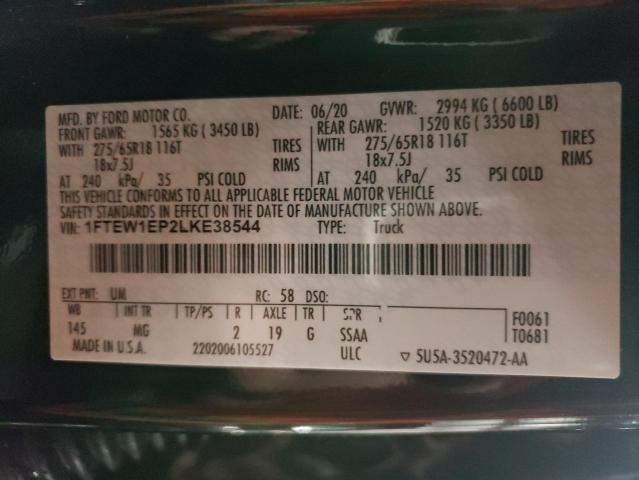 MFD. BY FORD MOTOR CO. DATE: 06/20 GVWR: 2994 KG ( 6600 LB)
FRONT GAWR: 1565 KG ( 3450 LB) REAR GAWR: 1520 KG ( 3350 LB)
WITH 275/65R18 116T TIRES WITH 275/65R18 116T TIRES
18x7.5J RIMS 18x7.5J RIMS
AT 240 kPa/ 35 PSI COLD AT 240 kPa/ 35 PSI COLD
THIS VEHICLE CONFORMS TO ALL APPLICABLE FEDERAL MOTOR VEHICLE
SAFETY STANDARDS IN EFFECT ON THE DATE OF MANUFACTURE SHOWN ABOVE.
VIN: 1FTEW1EP2LKE38544 TYPE: Truck
EXT PNT: UM RC: 58 DSO:
WB INT TR TP/PS R AXLE TR SPR F0061
145 MG 2 19 G SSAA T0681
MADE IN U.S.A. 2202006105527 ULC ▽ 5U5A-3520472-AA